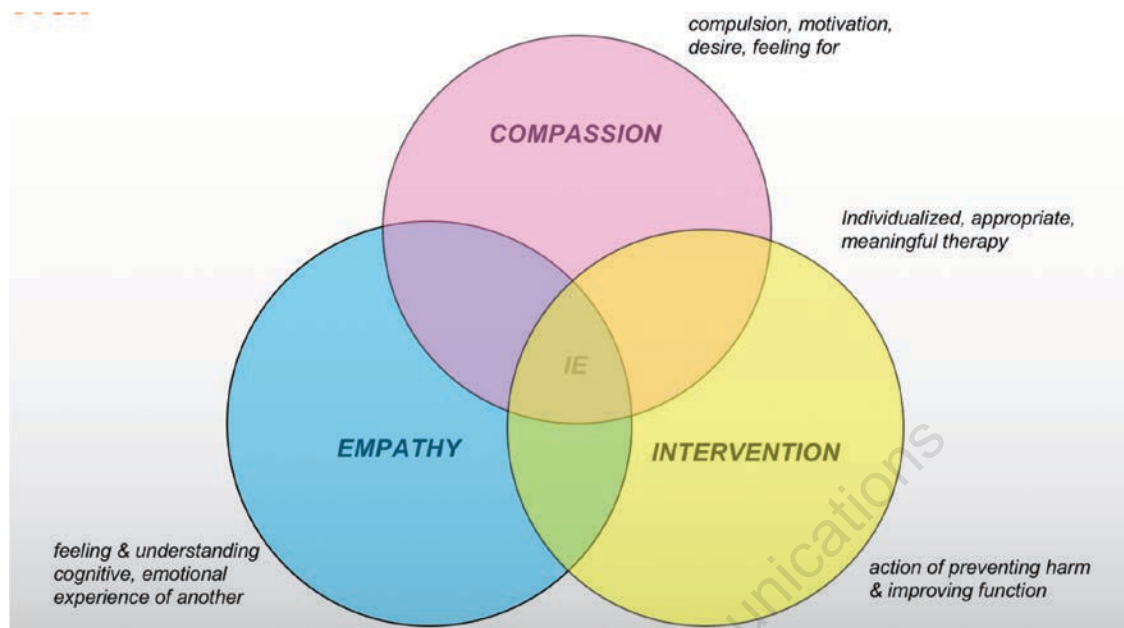 compulsion, motivation,
desire, feeling for
COMPASSION
Individualized, appropriate,
meaningful therapy
IE
EMPATHY
INTERVENTION
feeling & understanding
cognitive, emotional
experience of another
action of preventing harm
& improving function
unications